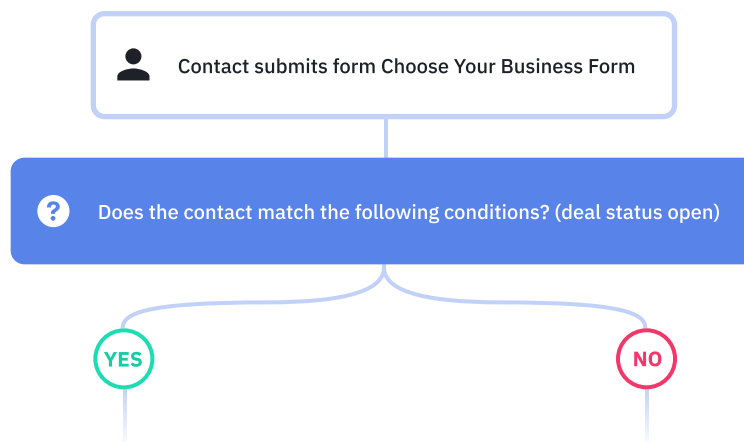 Contact submits form Choose Your Business Form
? Does the contact match the following conditions? (deal status open)
YES
NO